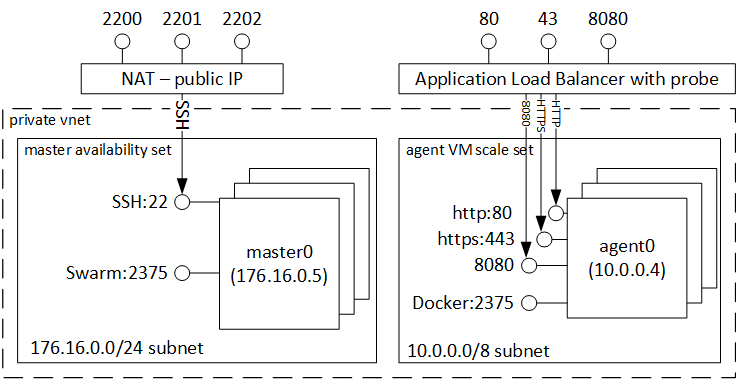 2200 2201 2202
80 43 8080
NAT – public IP
Application Load Balancer with probe
SSH
8080
HTTPS
HTTP
private vnet
master availability set
SSH:22
Swarm:2375
master0
(176.16.0.5)
176.16.0.0/24 subnet
agent VM scale set
http:80
https:443
8080
Docker:2375
agent0
(10.0.0.4)
10.0.0.0/8 subnet